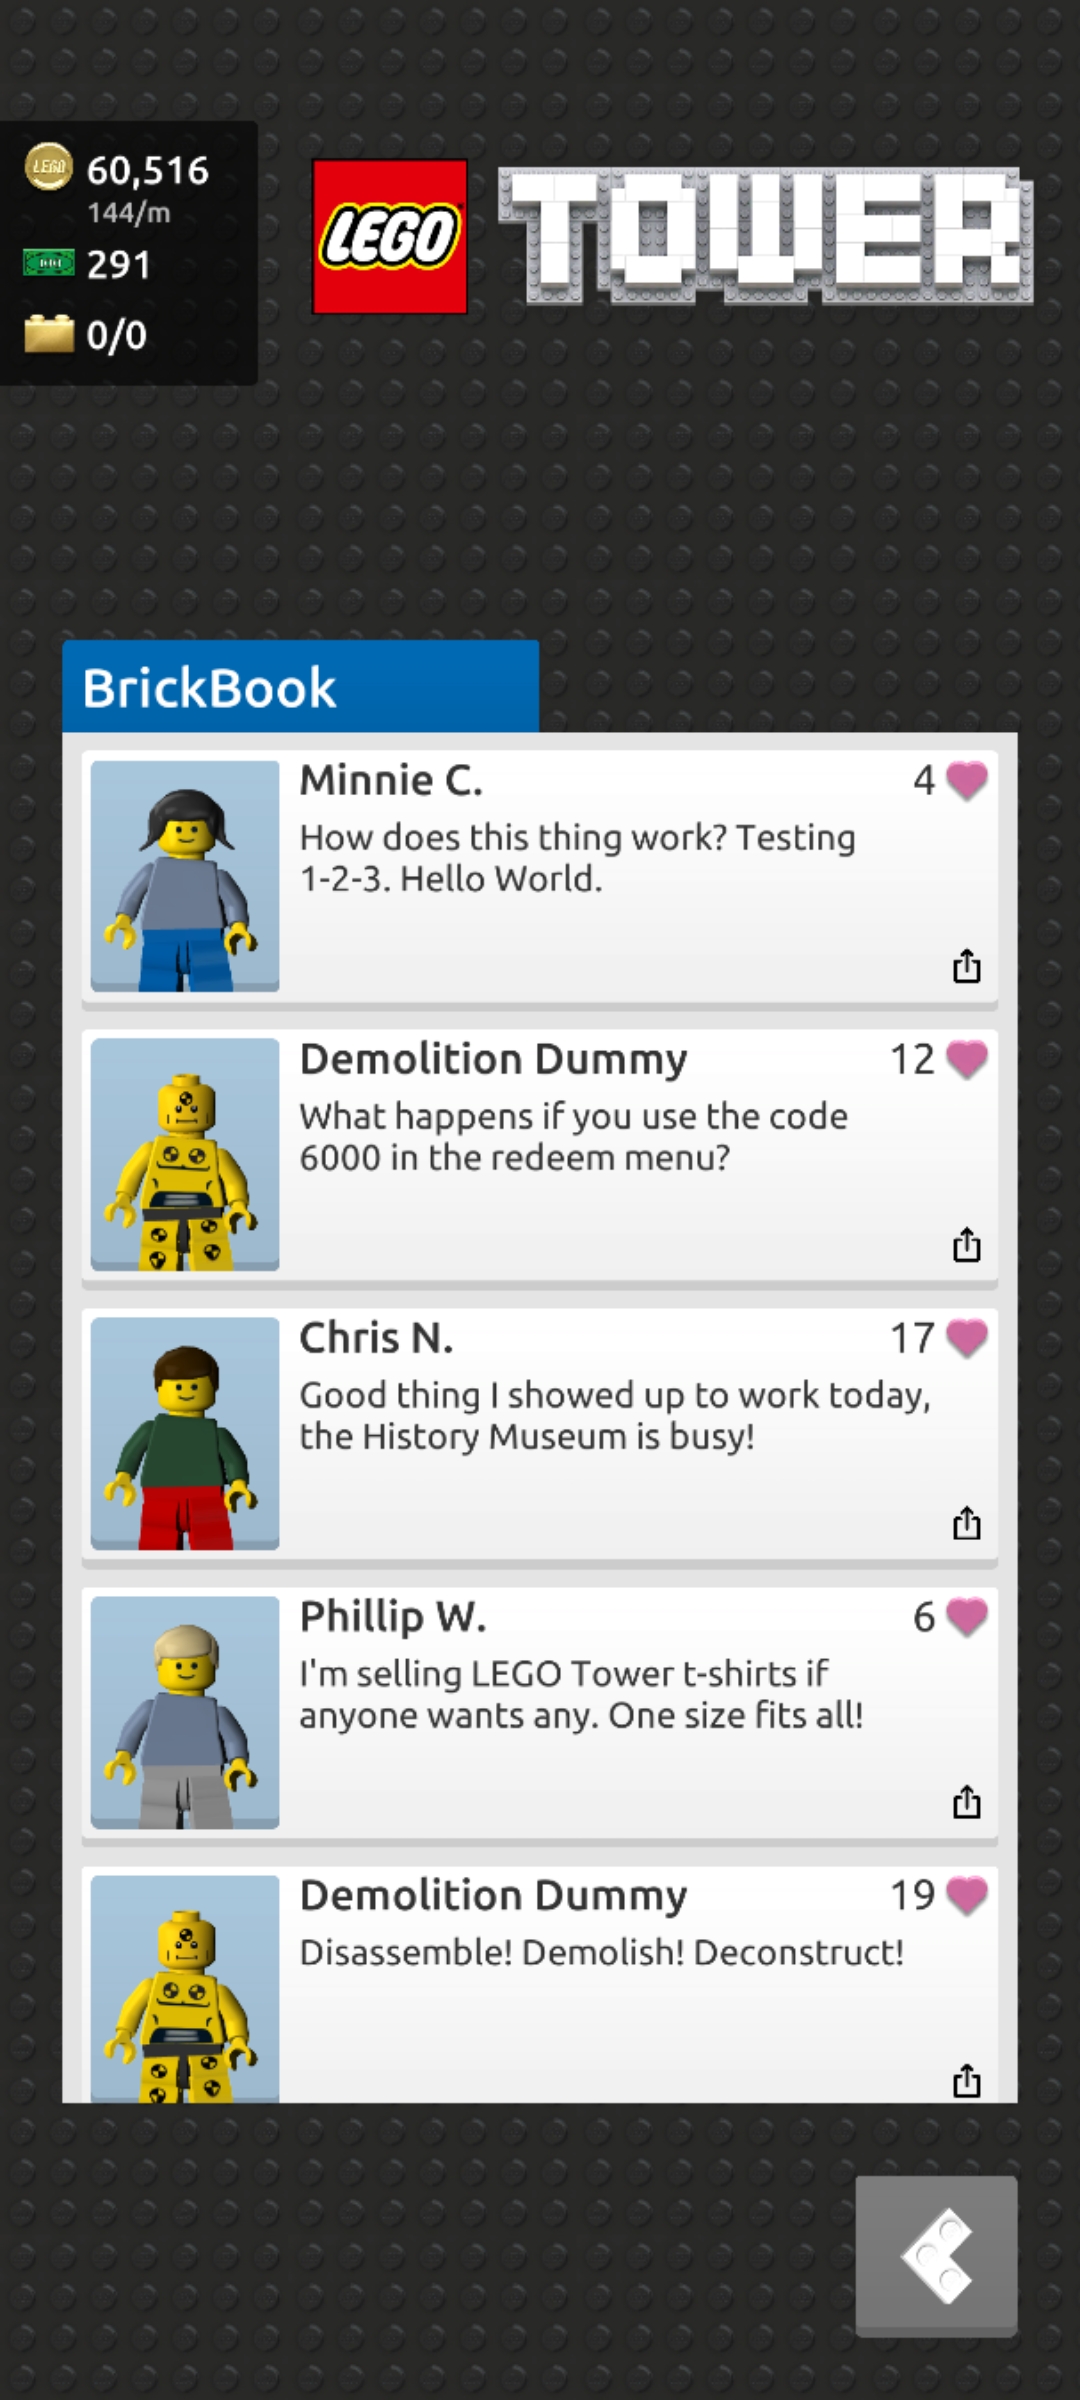 LEGO
60,516
144/m
291
0/0
LEGO
TOWER
BrickBook
Minnie C.
4
How does this thing work? Testing
1-2-3. Hello World.
Demolition Dummy
12
What happens if you use the code
6000 in the redeem menu?
Chris N.
17
Good thing I showed up to work today,
the History Museum is busy!
Phillip W.
6
I'm selling LEGO Tower t-shirts if
anyone wants any. One size fits all!
Demolition Dummy
19
Disassemble! Demolish! Deconstruct!